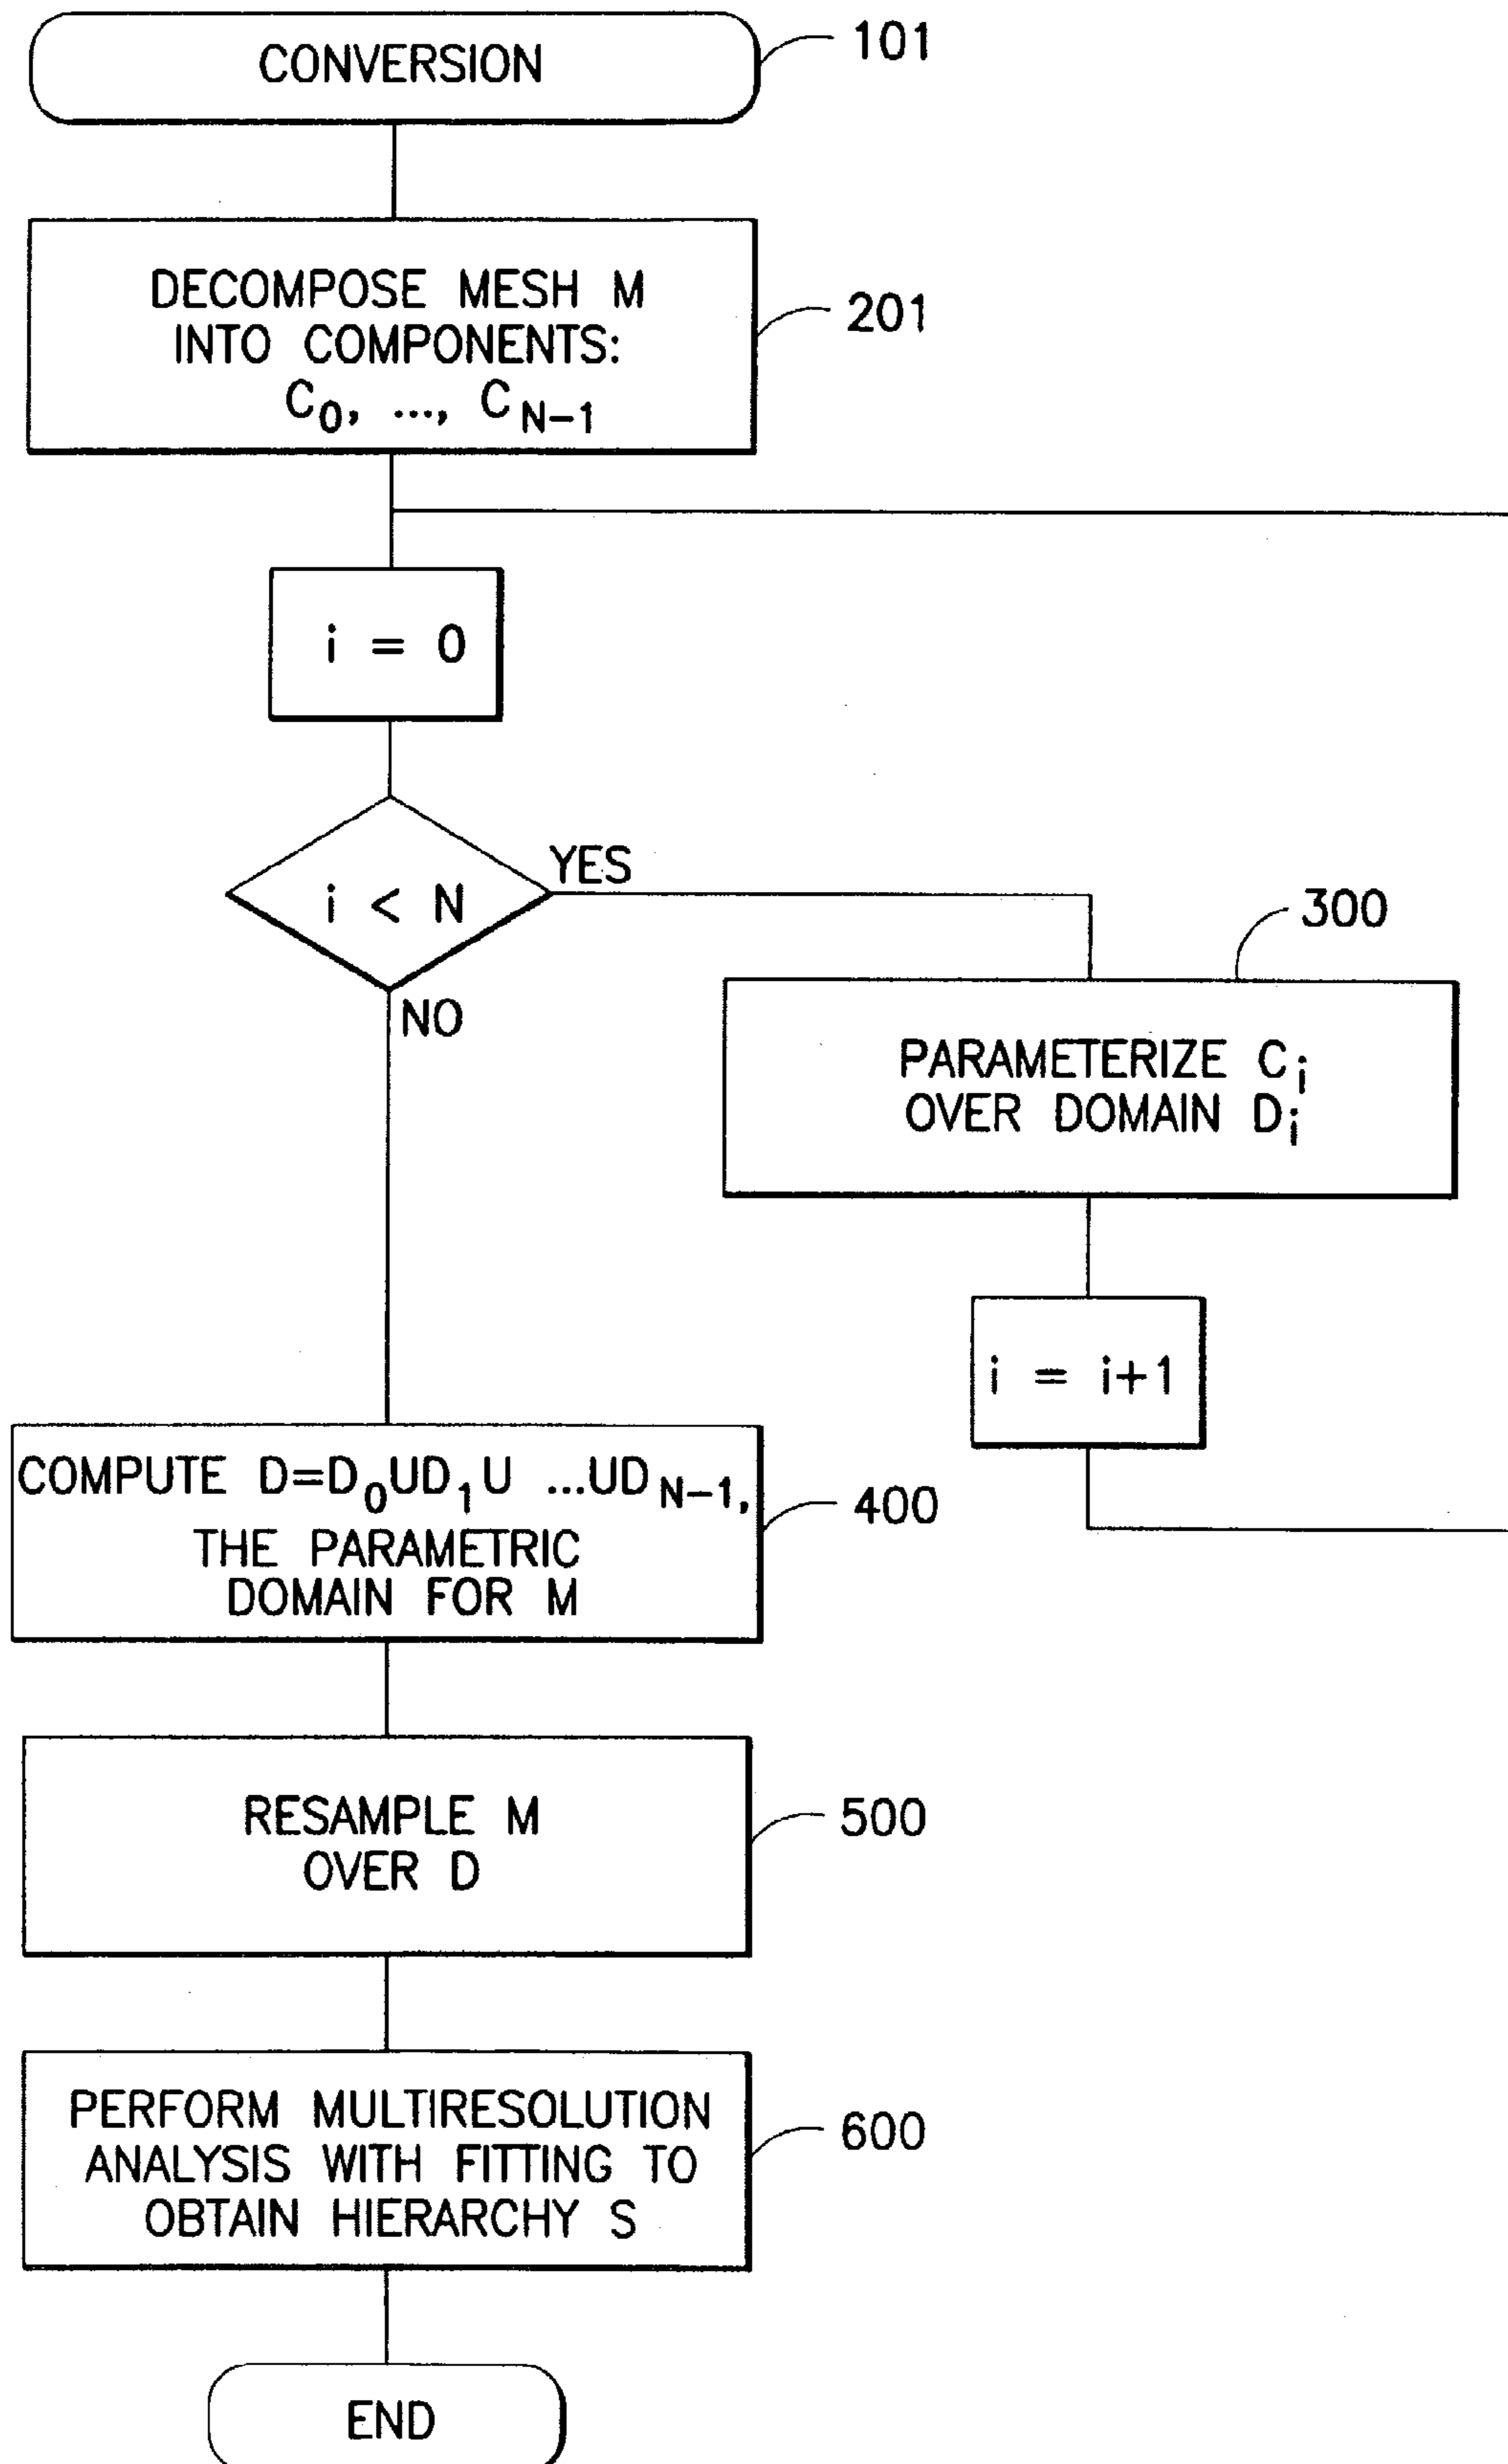 CONVERSION
101
DECOMPOSE MESH M
INTO COMPONENTS:
C0, ..., CN-1
201
i = 0
i < N
YES
NO
300
PARAMETERIZE Ci
OVER DOMAIN Di
i = i+1
COMPUTE D=D0UD1U ...UDN-1,
THE PARAMETRIC
DOMAIN FOR M
400
RESAMPLE M
OVER D
500
PERFORM MULTIRESOLUTION
ANALYSIS WITH FITTING TO
OBTAIN HIERARCHY S
600
END